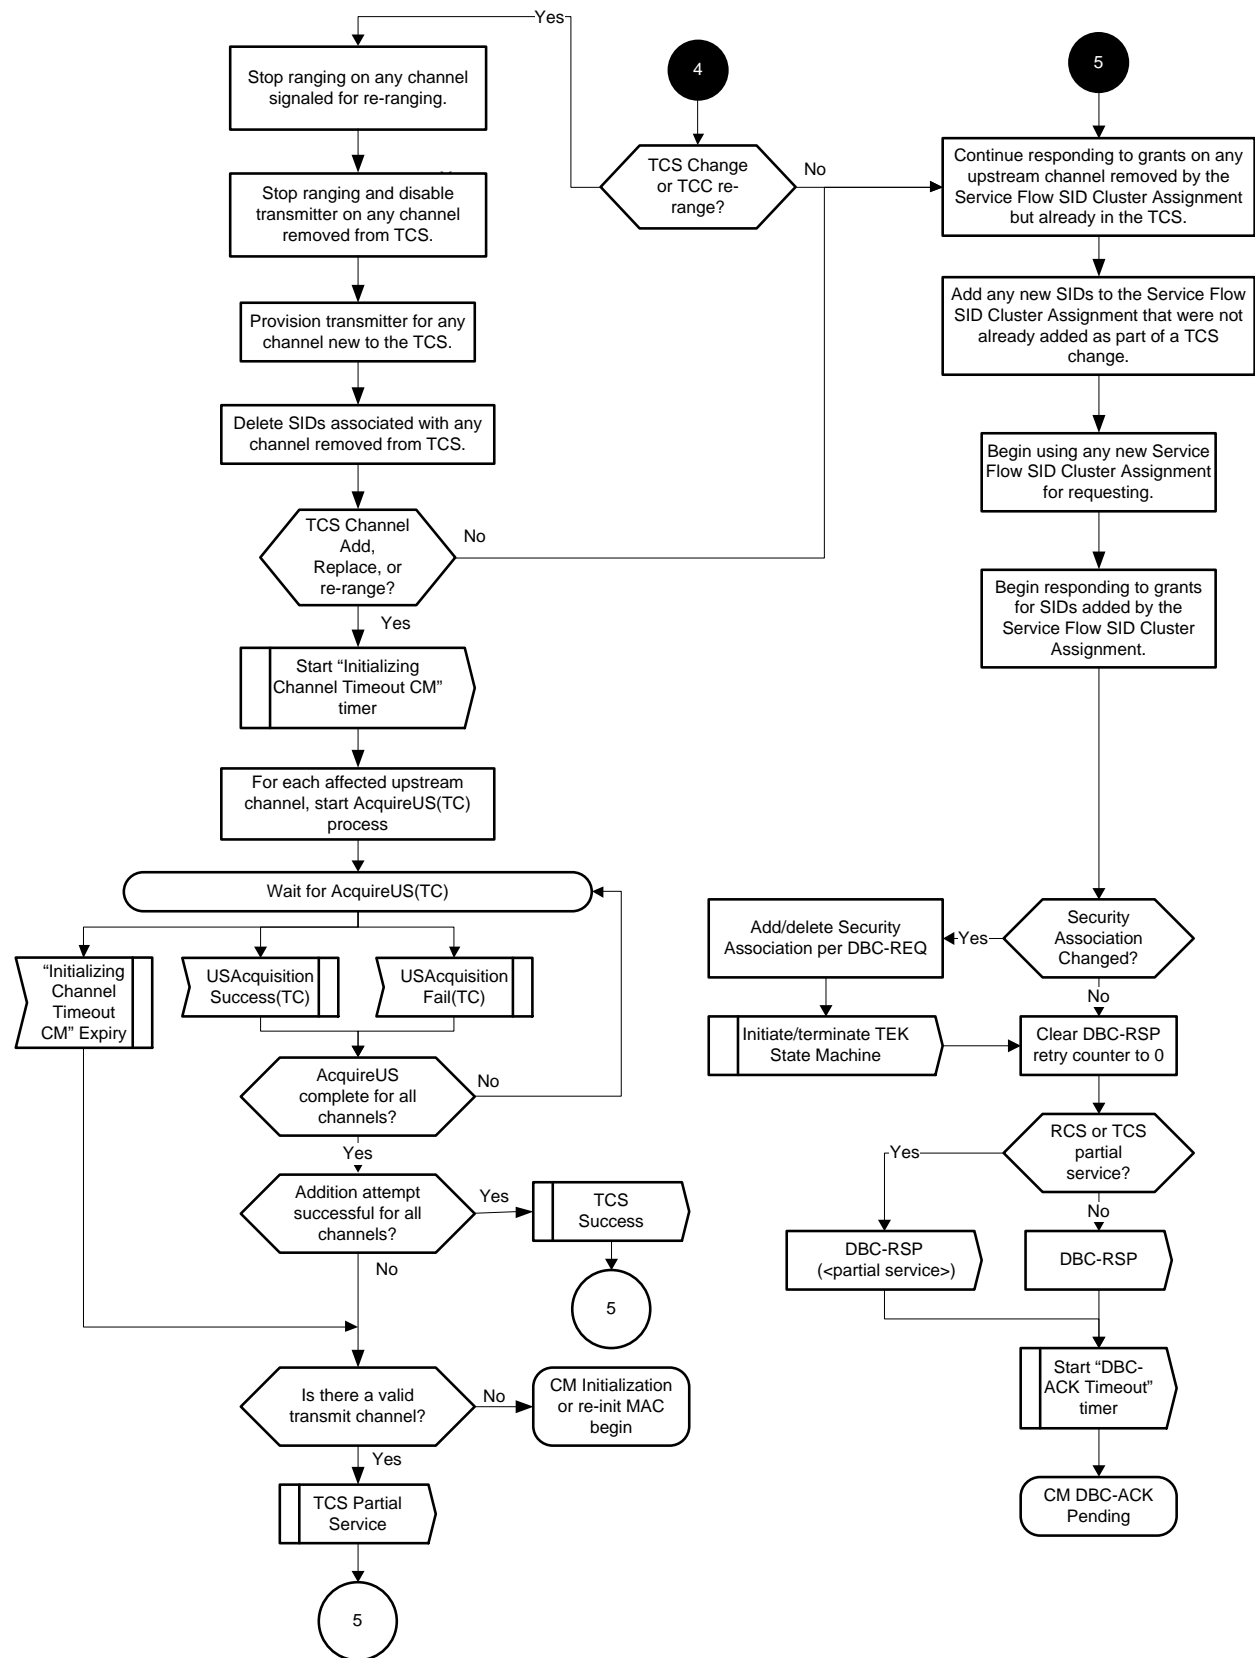 Yes
4
5
Stop ranging on any channel
signaled for re-ranging.
TCS Change
or TCC re-
range?
No
Continue responding to grants on any
upstream channel removed by the
Service Flow SID Cluster Assignment
but already in the TCS.
Stop ranging and disable
transmitter on any channel
removed from TCS.
Add any new SIDs to the Service Flow
SID Cluster Assignment that were not
already added as part of a TCS
change.
Provision transmitter for any
channel new to the TCS.
Delete SIDs associated with any
channel removed from TCS.
Begin using any new Service
Flow SID Cluster Assignment
for requesting.
TCS Channel
Add,
Replace, or
re-range?
No
Yes
Begin responding to grants
for SIDs added by the
Service Flow SID Cluster
Assignment.
Start “Initializing
Channel Timeout CM”
timer
For each affected upstream
channel, start AcquireUS(TC)
process
Wait for AcquireUS(TC)
“Initializing
Channel
Timeout
CM” Expiry
USAcquisition
Success(TC)
USAcquisition
Fail(TC)
Add/delete Security
Association per DBC-REQ
Yes
Security
Association
Changed?
No
Initiate/terminate TEK
State Machine
Clear DBC-RSP
retry counter to 0
AcquireUS
complete for all
channels?
No
Yes
RCS or TCS
partial
service?
Yes
No
Addition attempt
successful for all
channels?
Yes
No
TCS
Success
5
DBC-RSP
(<partial service>)
DBC-RSP
Start “DBC-
ACK Timeout”
timer
Is there a valid
transmit channel?
No
CM Initialization
or re-init MAC
begin
Yes
TCS Partial
Service
CM DBC-ACK
Pending
5